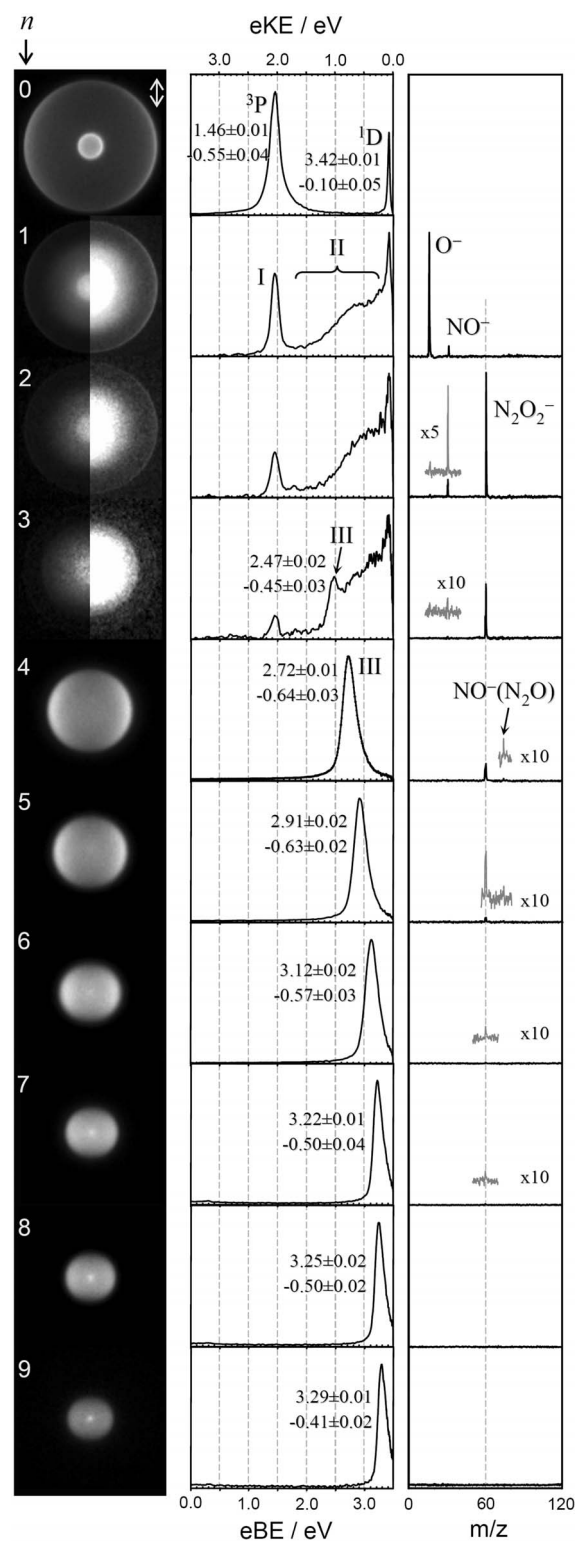 n
eKE / eV
3.0 2.0 1.0 0.0
0
³P
1.46±0.01
-0.55±0.04
¹D
3.42±0.01
-0.10±0.05
1
I
II
O⁻
NO⁻
2
x5
N₂O₂⁻
3
2.47±0.02
-0.45±0.03
III
x10
4
2.72±0.01
-0.64±0.03
III
NO⁻(N₂O)
x10
5
2.91±0.02
-0.63±0.02
x10
6
3.12±0.02
-0.57±0.03
x10
7
3.22±0.01
-0.50±0.04
x10
8
3.25±0.02
-0.50±0.02
9
3.29±0.01
-0.41±0.02
0.0 1.0 2.0 3.0
eBE / eV
0 60 120
m/z